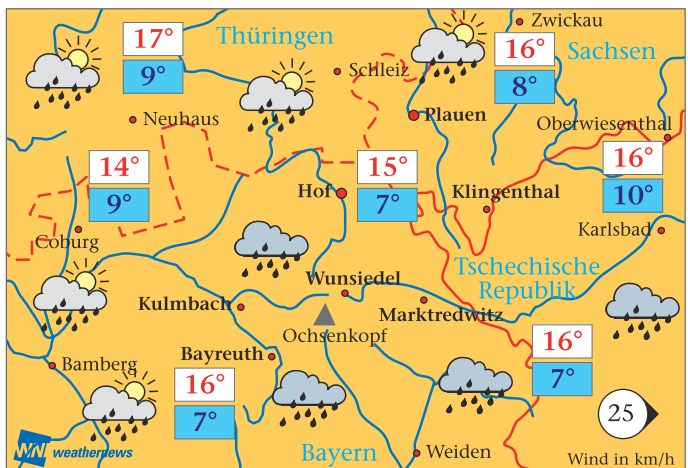 Zwickau
17°
Thüringen
16°
Sachsen
9°
Schleiz
8°
Plauen
Neuhaus
Oberwiesenthal
14°
15°
16°
Hof
Klingenthal
9°
7°
10°
Coburg
Karlsbad
Tschechische
Republik
Wunsiedel
Kulmbach
Marktredwitz
Ochsenkopf
16°
Bayreuth
Bamberg
16°
7°
7°
25
Bayern
Weiden
WN weathernews
Wind in km/h